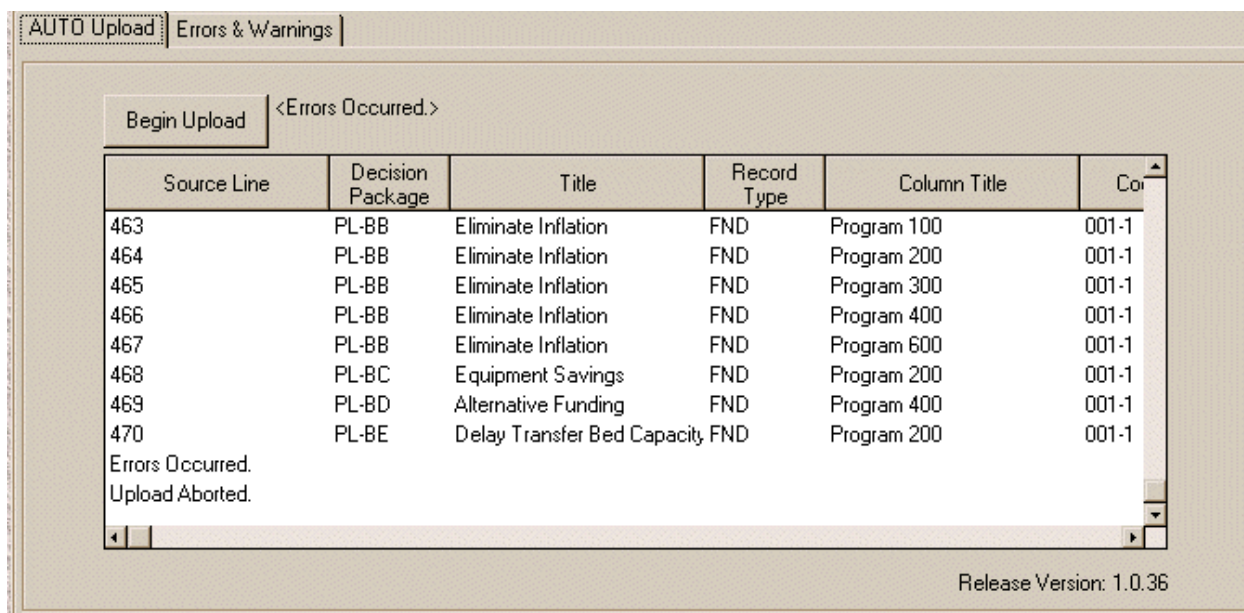 AUTO Upload Errors & Warnings
Begin Upload <Errors Occurred.>
Source Line Decision Package Title Record Type Column Title Co
463 PL-BB Eliminate Inflation FND Program 100 001-1
464 PL-BB Eliminate Inflation FND Program 200 001-1
465 PL-BB Eliminate Inflation FND Program 300 001-1
466 PL-BB Eliminate Inflation FND Program 400 001-1
467 PL-BB Eliminate Inflation FND Program 600 001-1
468 PL-BC Equipment Savings FND Program 200 001-1
469 PL-BD Alternative Funding FND Program 400 001-1
470 PL-BE Delay Transfer Bed Capacity FND Program 200 001-1
Errors Occurred.
Upload Aborted.
Release Version: 1.0.36